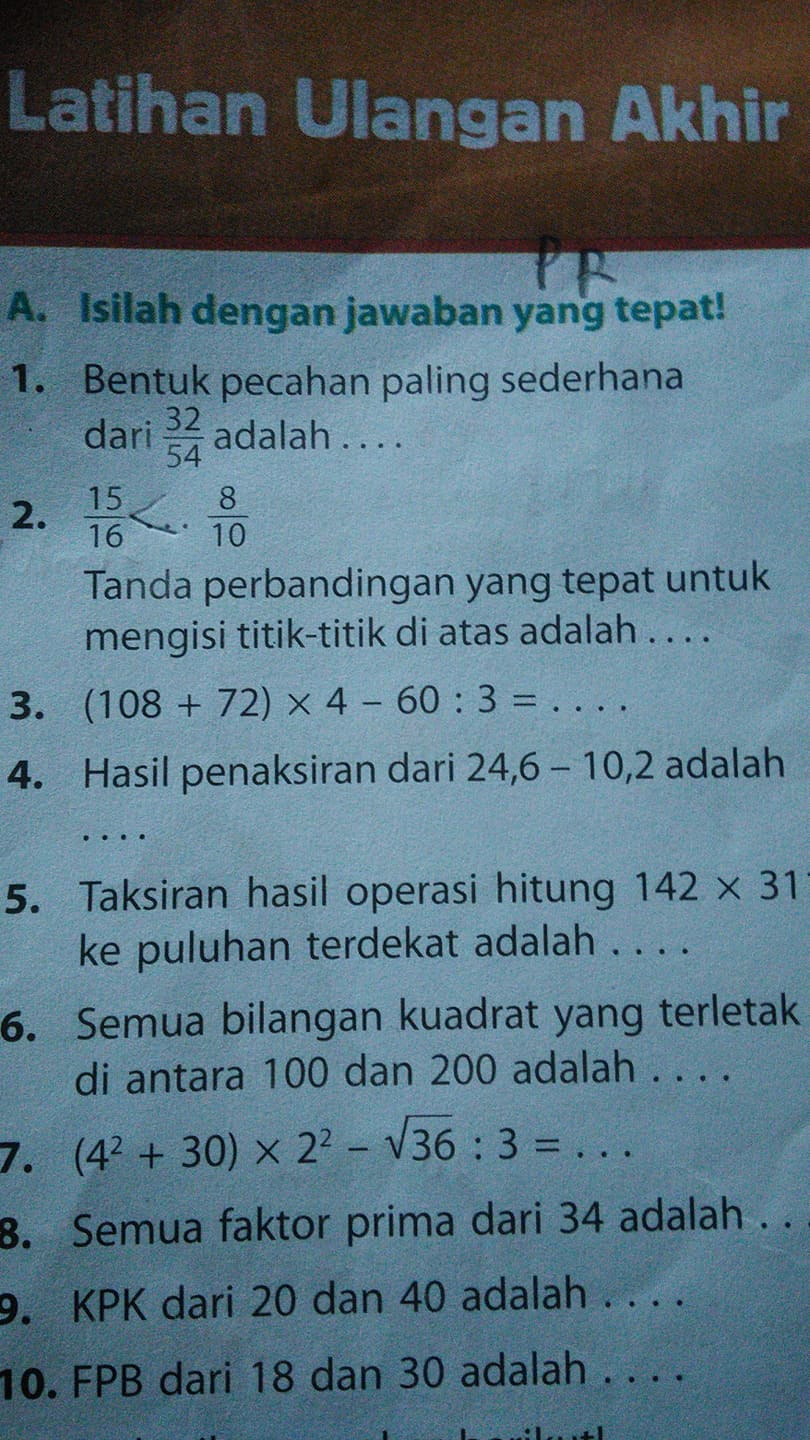 Latihan Ulangan Akhir
PR
A. Isilah dengan jawaban yang tepat!
1. Bentuk pecahan paling sederhana
dari 32/54 adalah . . . .
2. 15/16 < . . 8/10
Tanda perbandingan yang tepat untuk
mengisi titik-titik di atas adalah . . . .
3. (108 + 72) × 4 – 60 : 3 = . . . .
4. Hasil penaksiran dari 24,6 – 10,2 adalah
. . . .
5. Taksiran hasil operasi hitung 142 × 31
ke puluhan terdekat adalah . . . .
6. Semua bilangan kuadrat yang terletak
di antara 100 dan 200 adalah . . . .
7. (4² + 30) × 2² – √36 : 3 = . . .
8. Semua faktor prima dari 34 adalah . .
9. KPK dari 20 dan 40 adalah . . . .
10. FPB dari 18 dan 30 adalah . . . .